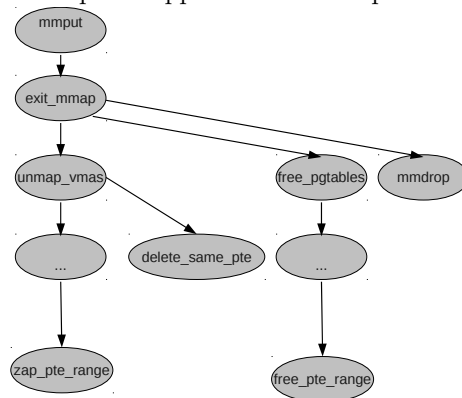 mmput
exit_mmap
unmap_vmas
free_pgtables
mmdrop
...
delete_same_pte
...
zap_pte_range
free_pte_range